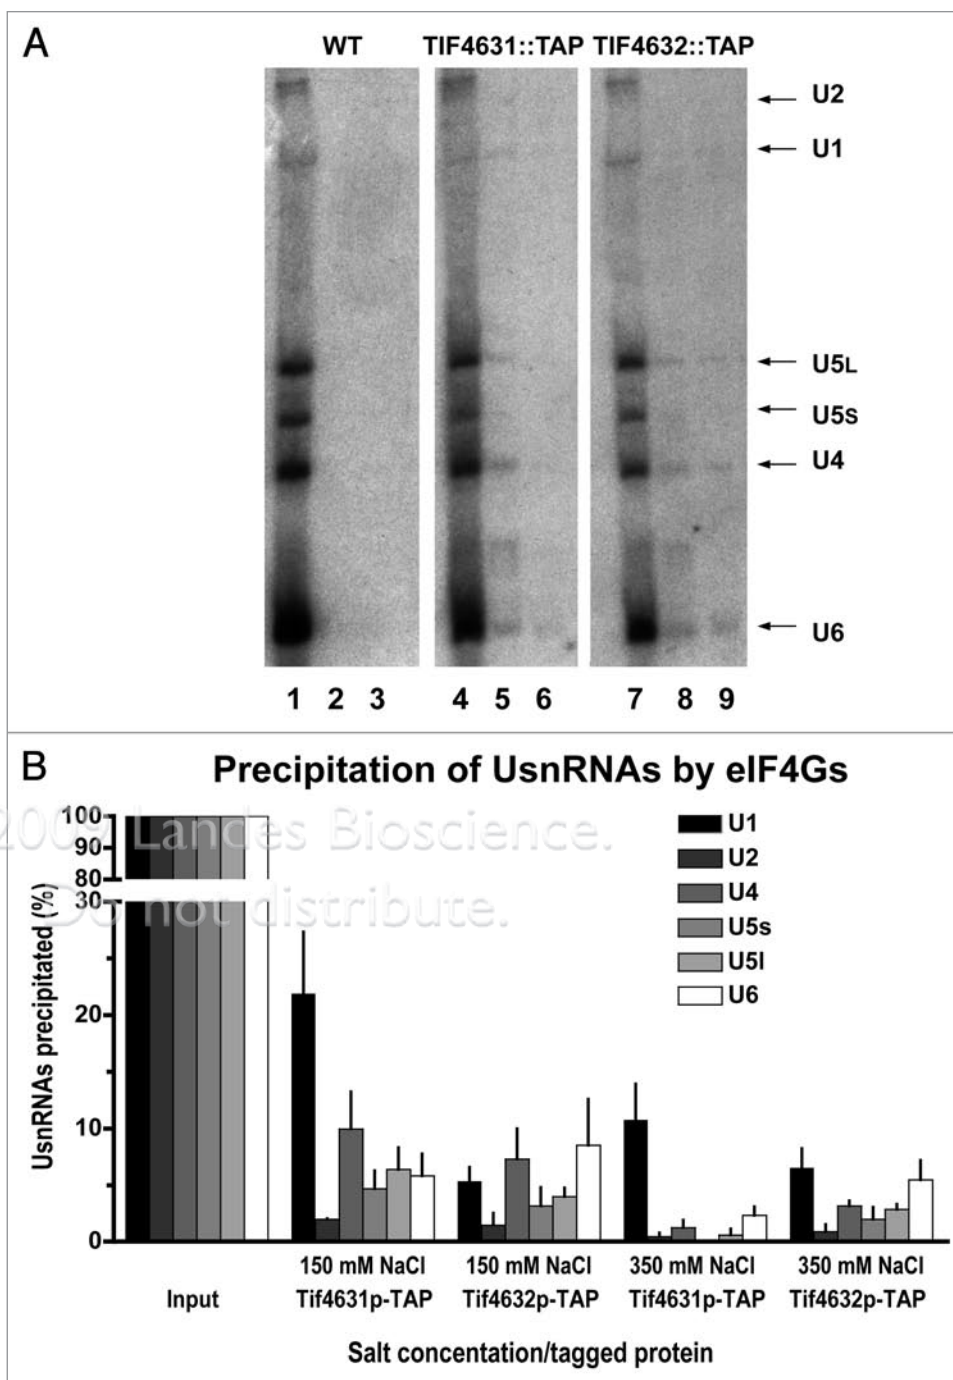 A
WT TIF4631::TAP TIF4632::TAP
U2
U1
U5L
U5S
U4
U6
1 2 3 4 5 6 7 8 9
B
Precipitation of UsnRNAs by eIF4Gs
2009 Landes Bioscience.
Do not distribute.
UsnRNAs precipitated (%)
100
90
80
30
20
10
0
U1
U2
U4
U5s
U5l
U6
Input
150 mM NaCl
Tif4631p-TAP
150 mM NaCl
Tif4632p-TAP
350 mM NaCl
Tif4631p-TAP
350 mM NaCl
Tif4632p-TAP
Salt concentation/tagged protein